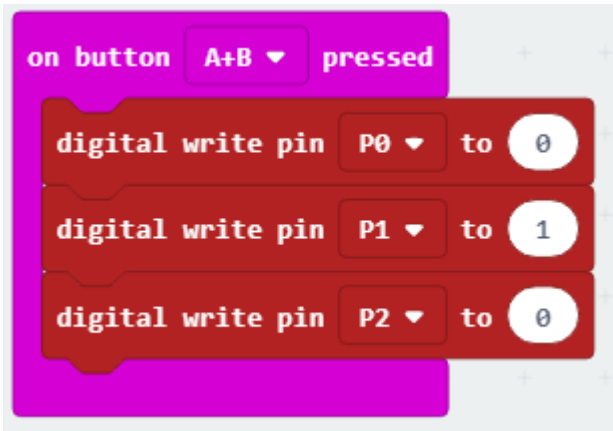 on button A+B pressed
digital write pin P0 to 0
digital write pin P1 to 1
digital write pin P2 to 0